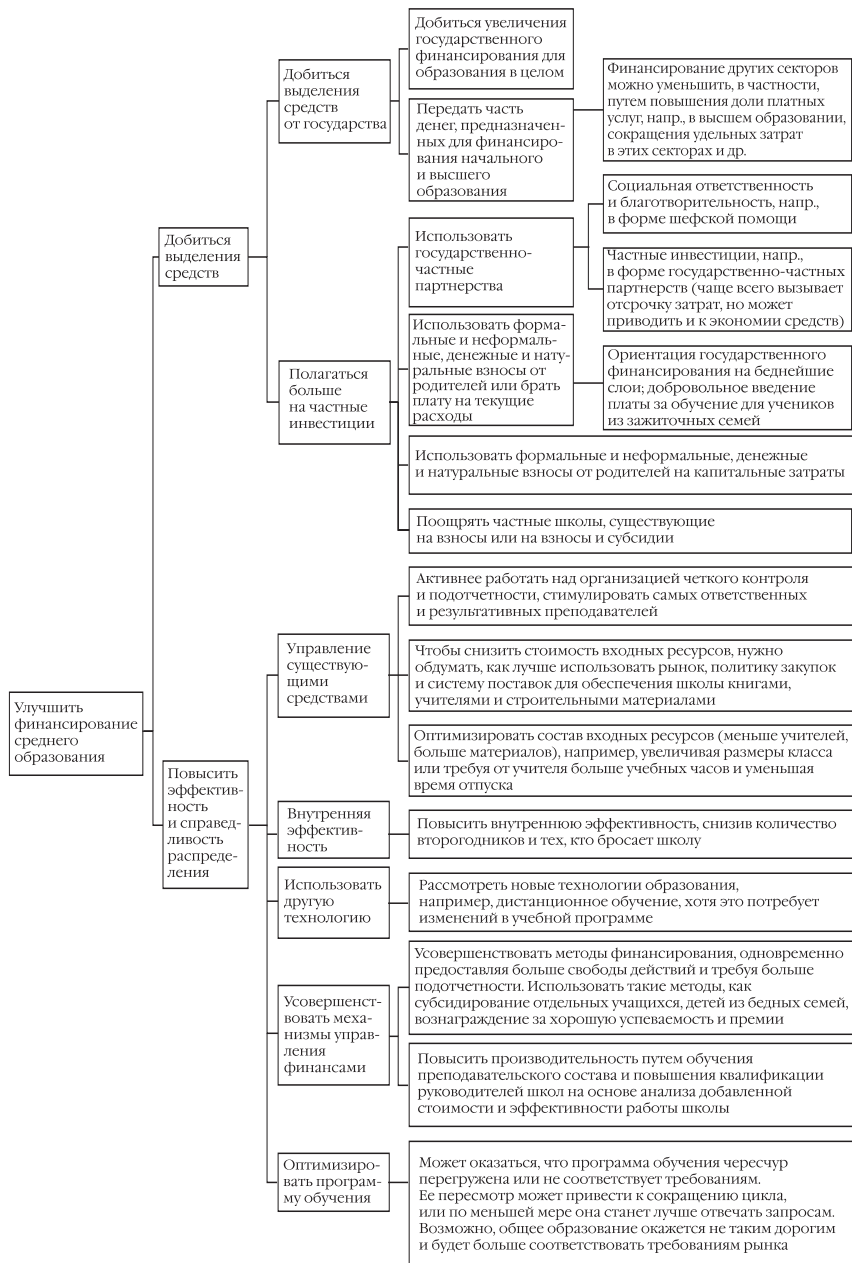 Добиться увеличения
государственного
финансирования для
образования в целом
Добиться
выделения
средств
от государства
Финансирование других секторов
можно уменьшить, в частности,
путем повышения доли платных
услуг, напр., в высшем образовании,
сокращения удельных затрат
в этих секторах и др.
Передать часть
денег, предназначен-
ных для финансиро-
вания начального
и высшего
образования
Социальная ответственность
и благотворительность, напр.,
в форме шефской помощи
Добиться
выделения
средств
Использовать
государственно-
частные
партнерства
Частные инвестиции, напр.,
в форме государственно-частных
партнерств (чаще всего вызывает
отсрочку затрат, но может
приводить и к экономии средств)
Использовать форма-
льные и неформаль-
ные, денежные и нату-
ральные взносы от
родителей или брать
плату на текущие
расходы
Ориентация государственного
финансирования на беднейшие
слои; добровольное введение
платы за обучение для учеников
из зажиточных семей
Полагаться
больше
на частные
инвестиции
Использовать формальные и неформальные, денежные
и натуральные взносы от родителей на капитальные затраты
Поощрять частные школы, существующие
на взносы или на взносы и субсидии
Активнее работать над организацией четкого контроля
и подотчетности, стимулировать самых ответственных
и результативных преподавателей
Управление
существую-
щими
средствами
Чтобы снизить стоимость входных ресурсов, нужно
обдумать, как лучше использовать рынок, политику закупок
и систему поставок для обеспечения школы книгами,
учителями и строительными материалами
Улучшить
финансирование
среднего
образования
Оптимизировать состав входных ресурсов (меньше учителей,
больше материалов), например, увеличивая размеры класса
или требуя от учителя больше учебных часов и уменьшая
время отпуска
Повысить
эффектив-
ность
и справед-
ливость
распреде-
ления
Внутренняя
эффектив-
ность
Повысить внутреннюю эффективность, снизив количество
второгодников и тех, кто бросает школу
Использовать
другую
технологию
Рассмотреть новые технологии образования,
например, дистанционное обучение, хотя это потребует
изменений в учебной программе
Усовершенствовать методы финансирования, одновременно
предоставляя больше свободы действий и требуя больше
подотчетности. Использовать такие методы, как
субсидирование отдельных учащихся, детей из бедных семей,
вознаграждение за хорошую успеваемость и премии
Усовершенст-
вовать меха-
низмы управ-
ления
финансами
Повысить производительность путем обучения
преподавательского состава и повышения квалификации
руководителей школ на основе анализа добавленной
стоимости и эффективности работы школы
Оптимизиро-
вать програм-
му обучения
Может оказаться, что программа обучения чересчур
перегружена или не соответствует требованиям.
Ее пересмотр может привести к сокращению цикла,
или по меньшей мере она станет лучше отвечать запросам.
Возможно, общее образование окажется не таким дорогим
и будет больше соответствовать требованиям рынка